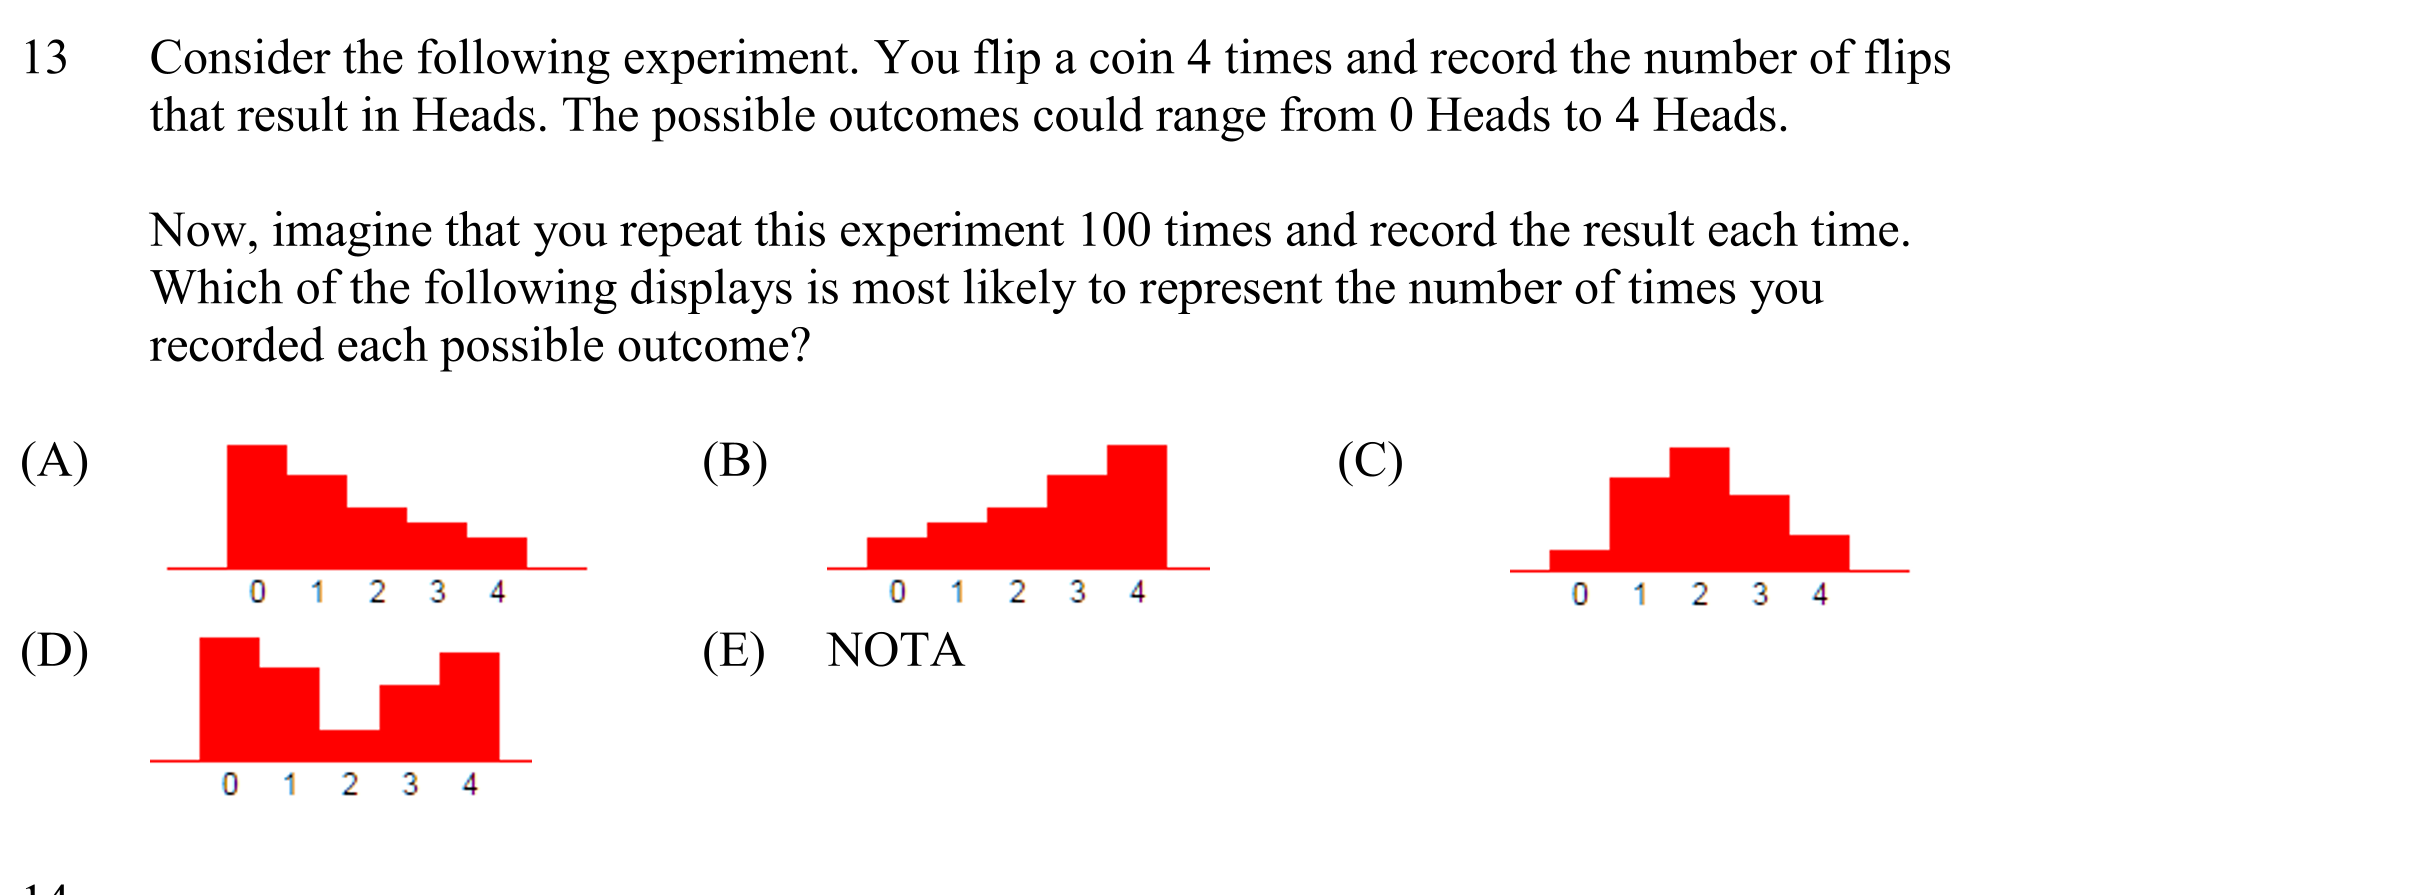 13 Consider the following experiment. You flip a coin 4 times and record the number of flips
that result in Heads. The possible outcomes could range from 0 Heads to 4 Heads.
Now, imagine that you repeat this experiment 100 times and record the result each time.
Which of the following displays is most likely to represent the number of times you
recorded each possible outcome?
(A) (B) (C)
0 1 2 3 4 0 1 2 3 4 0 1 2 3 4
(D) (E) NOTA
0 1 2 3 4